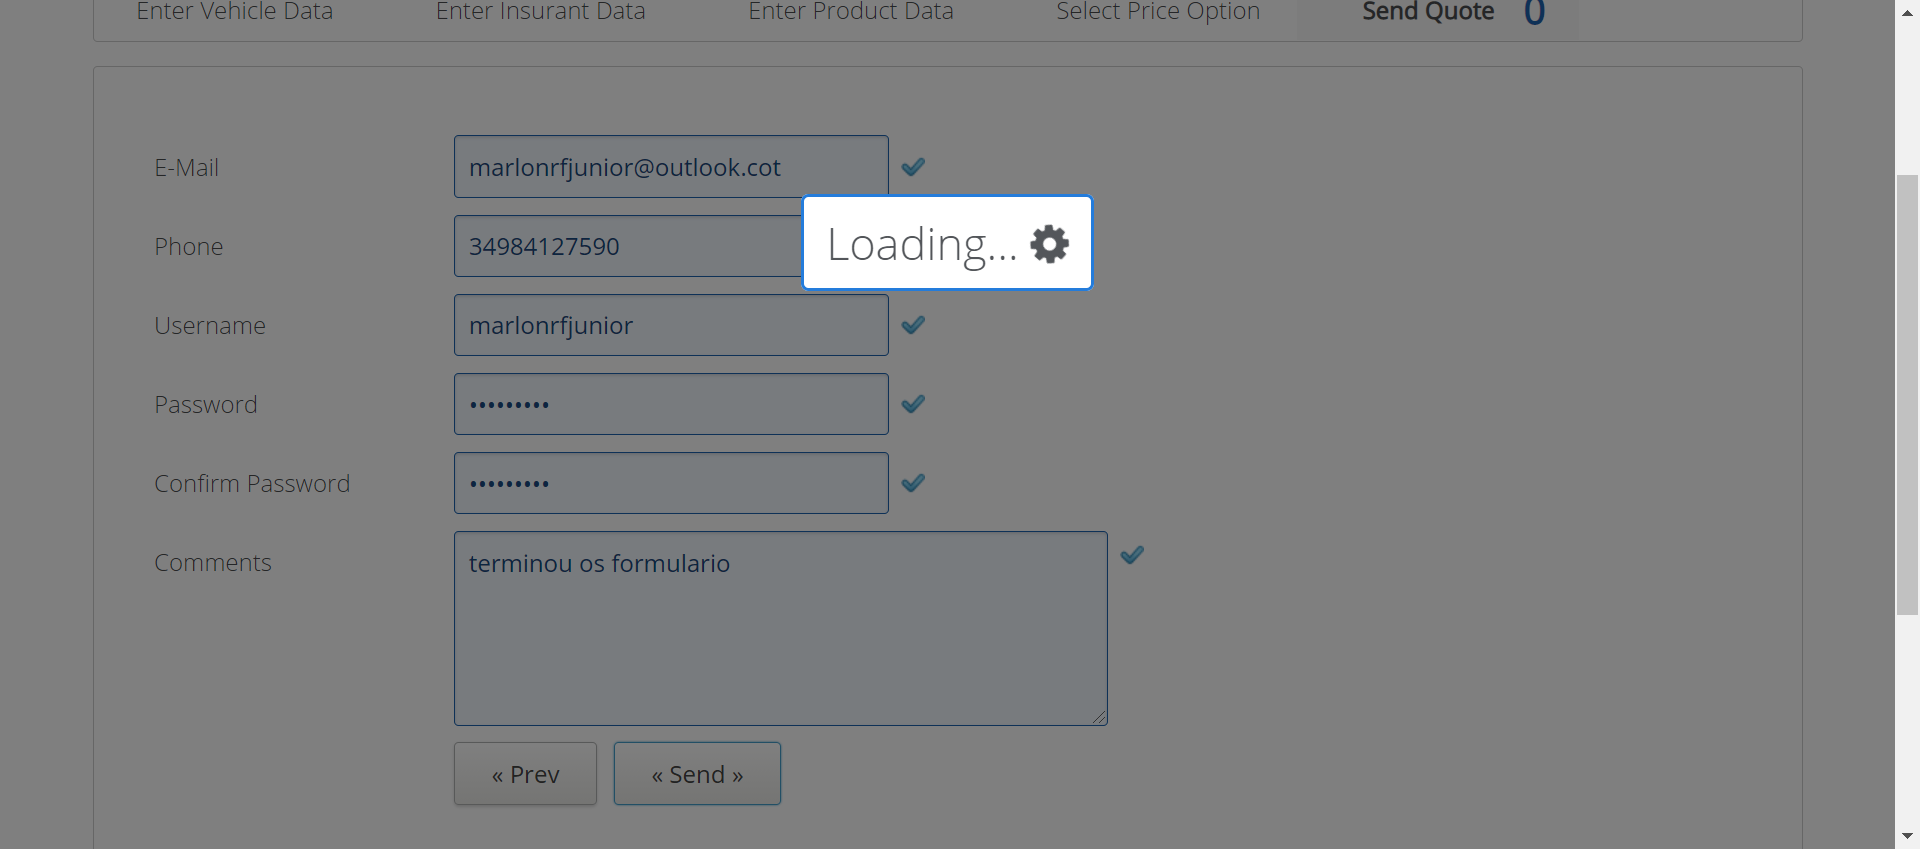 Enter Vehicle Data Enter Insurant Data Enter Product Data Select Price Option Send Quote 0
E-Mail marlonrfjunior@outlook.cot
Phone 34984127590
Loading...
Username marlonrfjunior
Password •••••••••
Confirm Password •••••••••
Comments terminou os formulario
« Prev « Send »